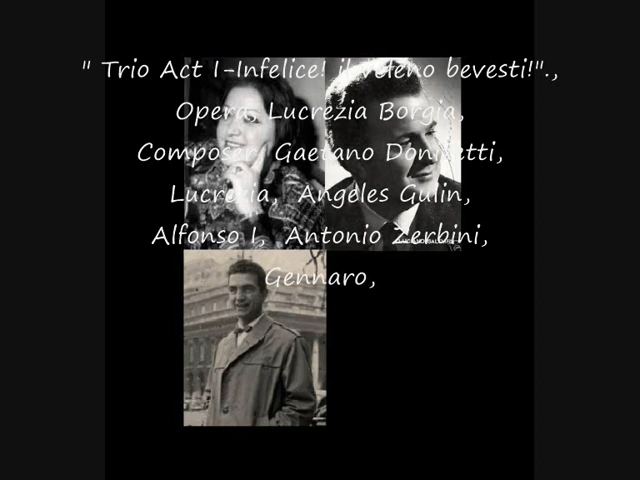 " Trio Act I-Infelice! il veleno bevesti!".,
Opera, Lucrezia Borgia,
Composer, Gaetano Donizetti,
Lucrezia, Angeles Gulin,
Alfonso I, Antonio Zerbini,
Gennaro,